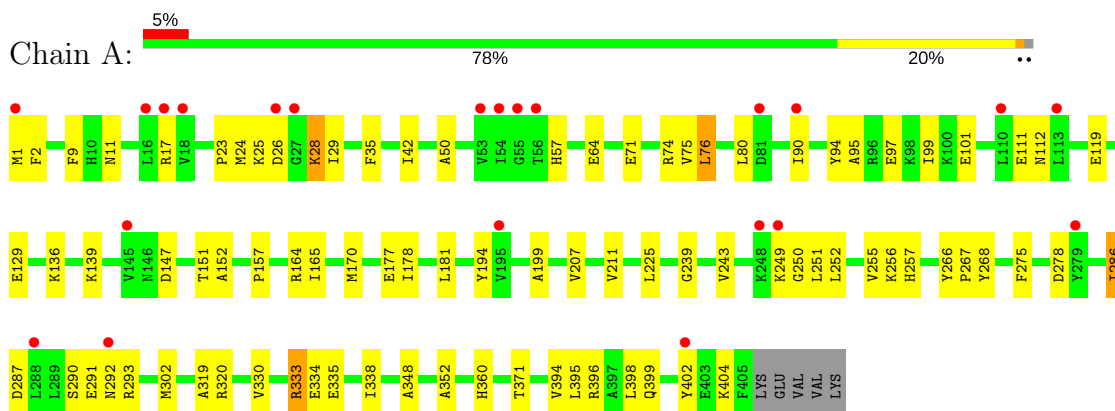 5%
Chain A:
78% 20% ••
M1 F2 F9 H10 N11 L16 R17 V18 P23 M24 K25 D26 G27 K28 I29 F35 I42 A50 V53 I54 G55 T56 H57 E64 E71 R74 V75 L76 L80 D81 I90 Y94 A95 R96 E97 K98 I99 K100 E101 L110 E111 N112 L113 E119
E129 K136 K139 V145 N146 D147 T151 A152 P157 R164 I165 M170 E177 I178 L181 Y194 V195 A199 V207 V211 L225 G239 V243 K248 K249 G250 L251 L252 V255 K256 H257 Y266 P267 Y268 F275 D278 Y279 I286
D287 L288 L289 S290 E291 N292 R293 M302 A319 R320 V330 R333 E334 E335 I338 A348 A352 H360 T371 V394 L395 R396 A397 L398 Q399 Y402 E403 K404 F405 LYS GLU VAL VAL LYS